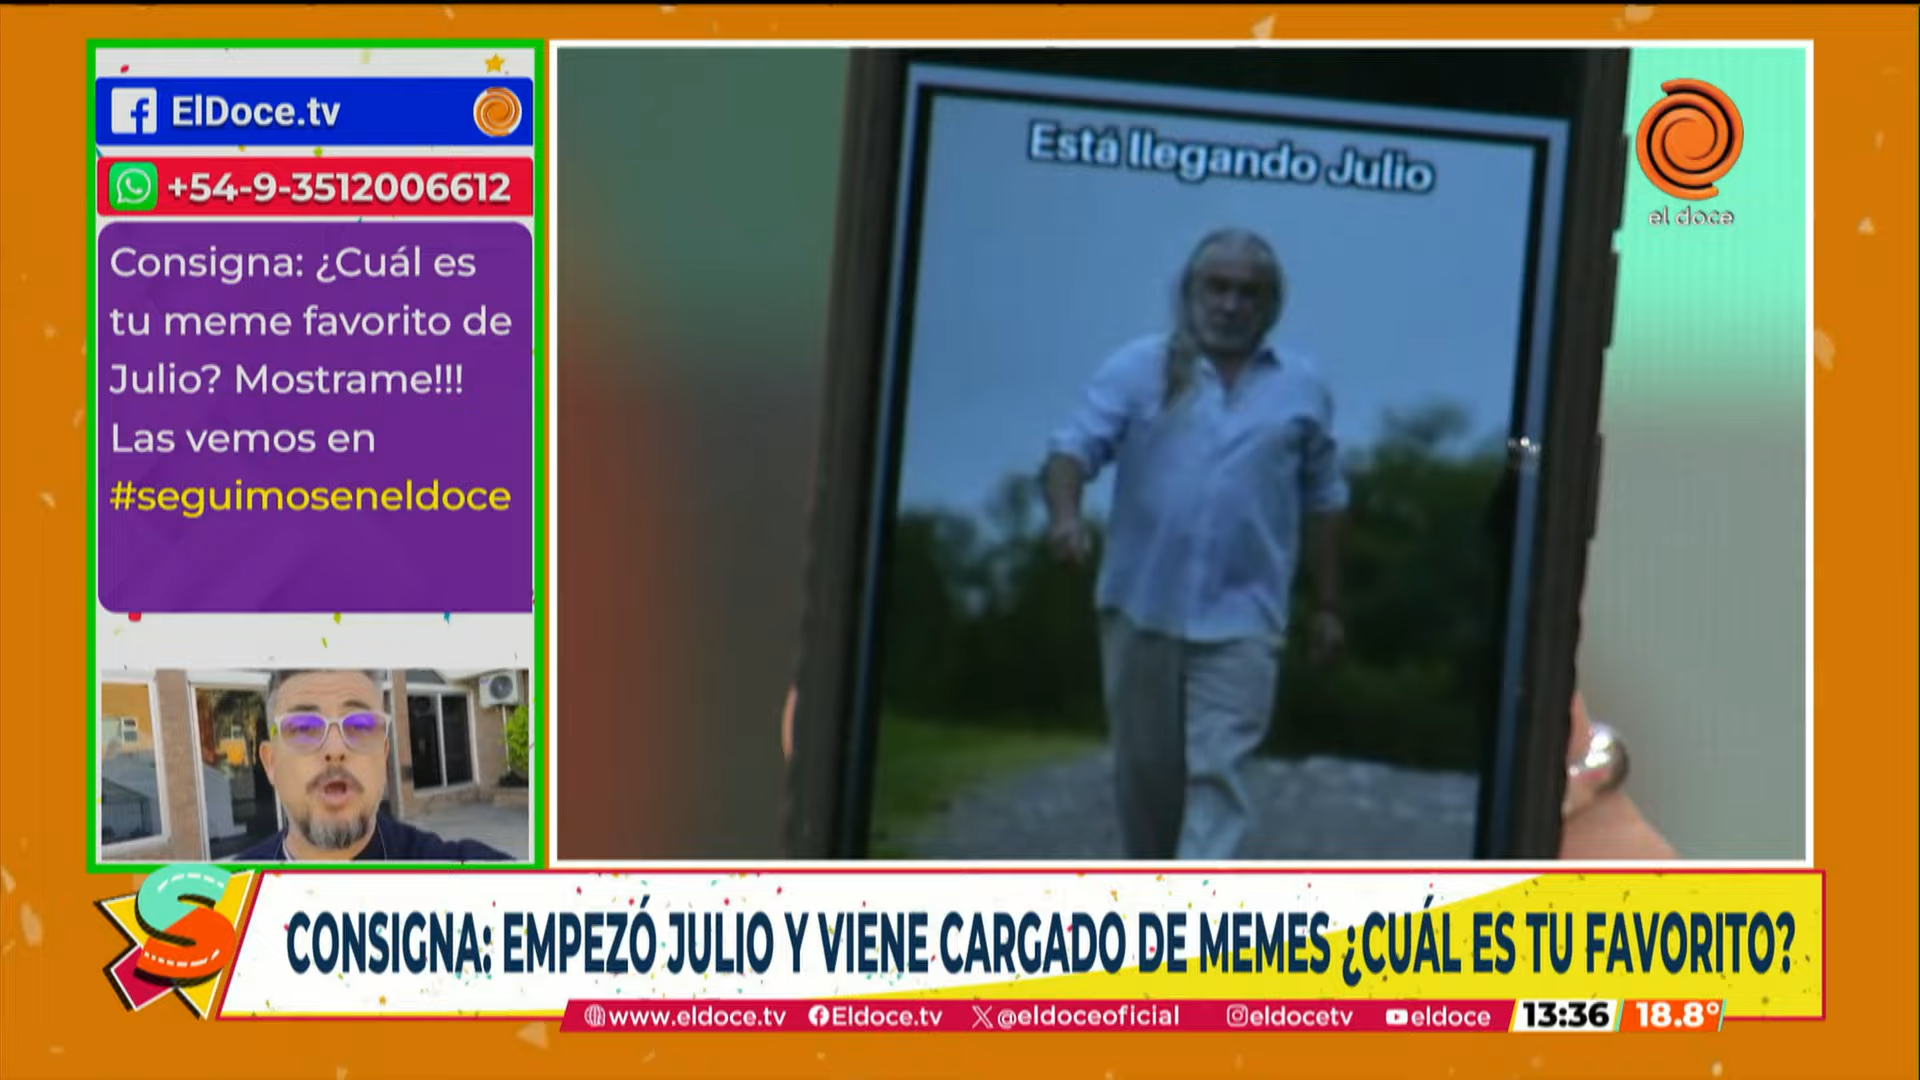 ElDoce.tv
+54-9-3512006612
Consigna: ¿Cuál es
tu meme favorito de
Julio? Mostrame!!!
Las vemos en
#seguimoseneldoce
Está llegando Julio
el doce
CONSIGNA: EMPEZÓ JULIO Y VIENE CARGADO DE MEMES ¿CUÁL ES TU FAVORITO?
www.eldoce.tv Eldoce.tv @eldoceoficial eldocetv eldoce 13:36 18.8°